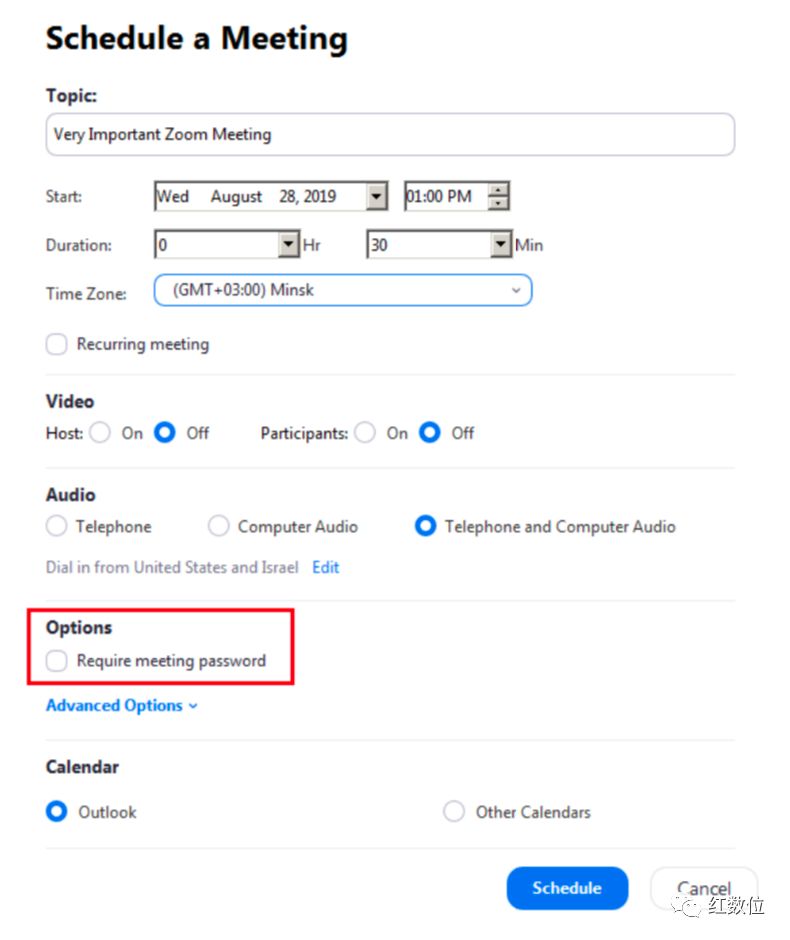 Schedule a Meeting
Topic:
Very Important Zoom Meeting
Start: Wed August 28, 2019 01:00 PM
Duration: 0 Hr 30 Min
Time Zone: (GMT+03:00) Minsk
Recurring meeting
Video
Host: On Off Participants: On Off
Audio
Telephone Computer Audio Telephone and Computer Audio
Dial in from United States and Israel Edit
Options
Require meeting password
Advanced Options
Calendar
Outlook Other Calendars
Schedule Cancel
红数位